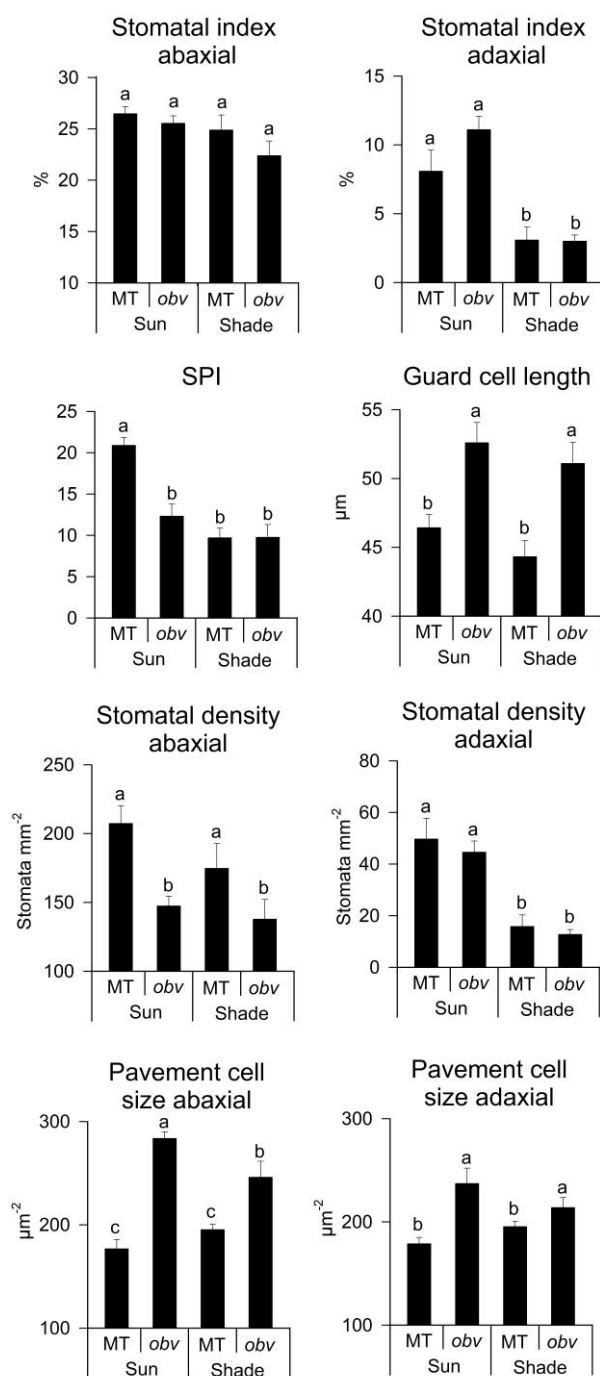 Stomatal index
abaxial
30
25
20
15
10
%
a
a
a
a
MT
obv
MT
obv
Sun
Shade
Stomatal index
adaxial
15
10
5
0
%
a
a
b
b
MT
obv
MT
obv
Sun
Shade
SPI
25
20
15
10
5
0
a
b
b
b
MT
obv
MT
obv
Sun
Shade
Guard cell length
55
50
45
40
µm
b
a
b
a
MT
obv
MT
obv
Sun
Shade
Stomatal density
abaxial
250
200
150
100
Stomata mm⁻²
a
b
a
b
MT
obv
MT
obv
Sun
Shade
Stomatal density
adaxial
80
60
40
20
0
Stomata mm⁻²
a
a
b
b
MT
obv
MT
obv
Sun
Shade
Pavement cell
size abaxial
300
200
100
µm⁻²
c
a
c
b
MT
obv
MT
obv
Sun
Shade
Pavement cell
size adaxial
300
200
100
µm⁻²
b
a
b
a
MT
obv
MT
obv
Sun
Shade